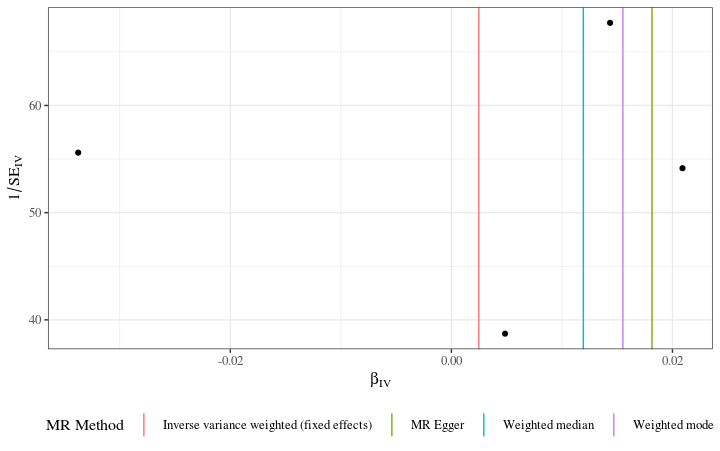 60
50
40
1/SE_IV
-0.02 0.00 0.02
β_IV
MR Method Inverse variance weighted (fixed effects) MR Egger Weighted median Weighted mode